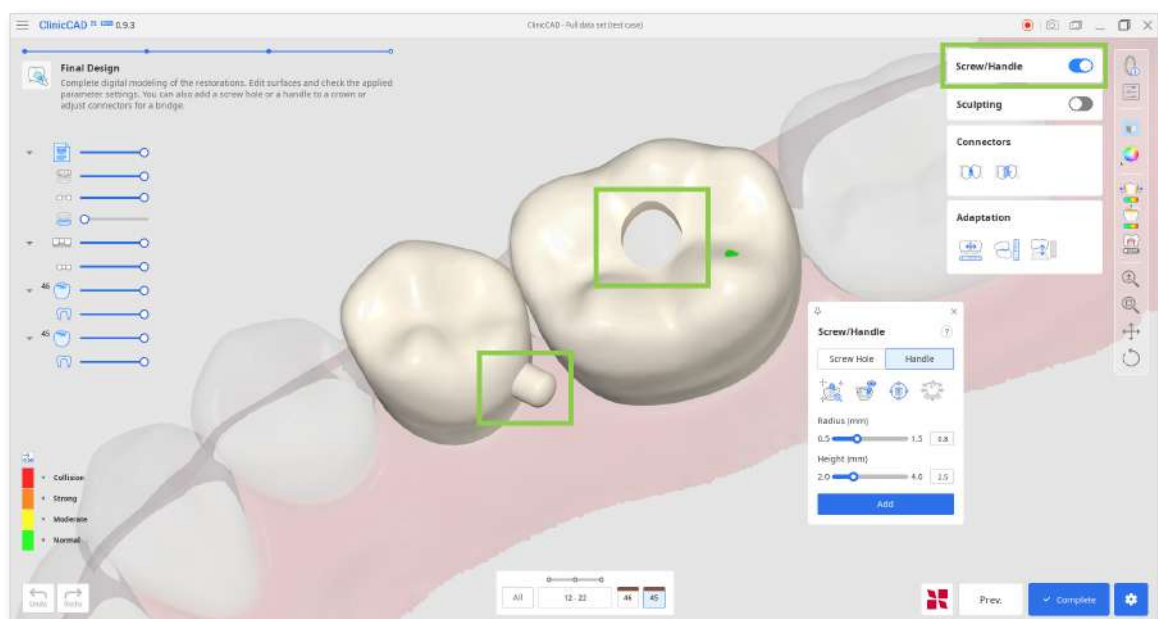 ClinicCAD 0.9.3
ClinicCAD - Full data set (test case)
Final Design
Complete digital modeling of the restorations. Edit surfaces and check the applied
parameter settings. You can also add a screw hole or a handle to a crown or
adjust connectors for a bridge.
46
45
Collision
Strong
Moderate
Normal
Undo
Redo
Screw/Handle
Sculpting
Connectors
Adaptation
Screw/Handle
?
Screw Hole
Handle
Radius (mm)
0.5
1.5
0.8
Height (mm)
2.0
4.0
2.5
Add
All
12 - 22
46
45
Prev.
Complete